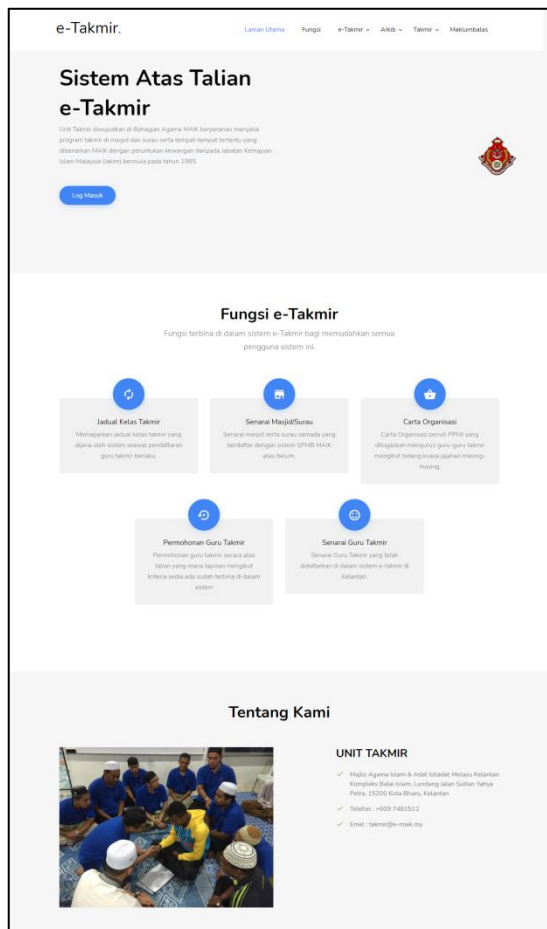 e-Takmir.
Laman Utama Fungsi e-Takmir Arkib Takmir Maklumbalas
Sistem Atas Talian
e-Takmir
Unit Takmir diwujudkan di Bahagian Agama MAIK berperanan menyelia
program takmir di masjid dan surau serta tempat-tempat tertentu yang
dibenarkan MAIK dengan peruntukan kewangan daripada Jabatan Kemajuan
Islam Malaysia (Jakim) bermula pada tahun 1985.
Log Masuk
Fungsi e-Takmir
Fungsi terbina di dalam sistem e-Takmir bagi memudahkan semua
pengguna sistem ini.
Jadual Kelas Takmir
Memaparkan jadual kelas takmir yang
dijana oleh sistem seawal pendaftaran
guru takmir berlaku.
Senarai Masjid/Surau
Senarai masjid serta surau samada yang
berdaftar dengan sistem SPMB MAIK
atau belum.
Carta Organisasi
Carta Organisasi penuh PPMJ yang
ditugaskan mengurus guru-guru takmir
mengikut bidang kuasa jajahan masing-
masing.
Permohonan Guru Takmir
Permohonan guru takmir secara atas
talian yang mana tapisan mengikut
kriteria sedia ada sudah terbina di dalam
sistem
Senarai Guru Takmir
Senarai Guru Takmir yang telah
didaftarkan di dalam sistem e-takmir di
Kelantan.
Tentang Kami
UNIT TAKMIR
Majlis Agama Islam & Adat Istiadat Melayu Kelantan
Kompleks Balai Islam, Lundang Jalan Sultan Yahya
Petra, 15200 Kota Bharu, Kelantan
Telefon : +609 7481512
Emel : takmir@e-maik.my